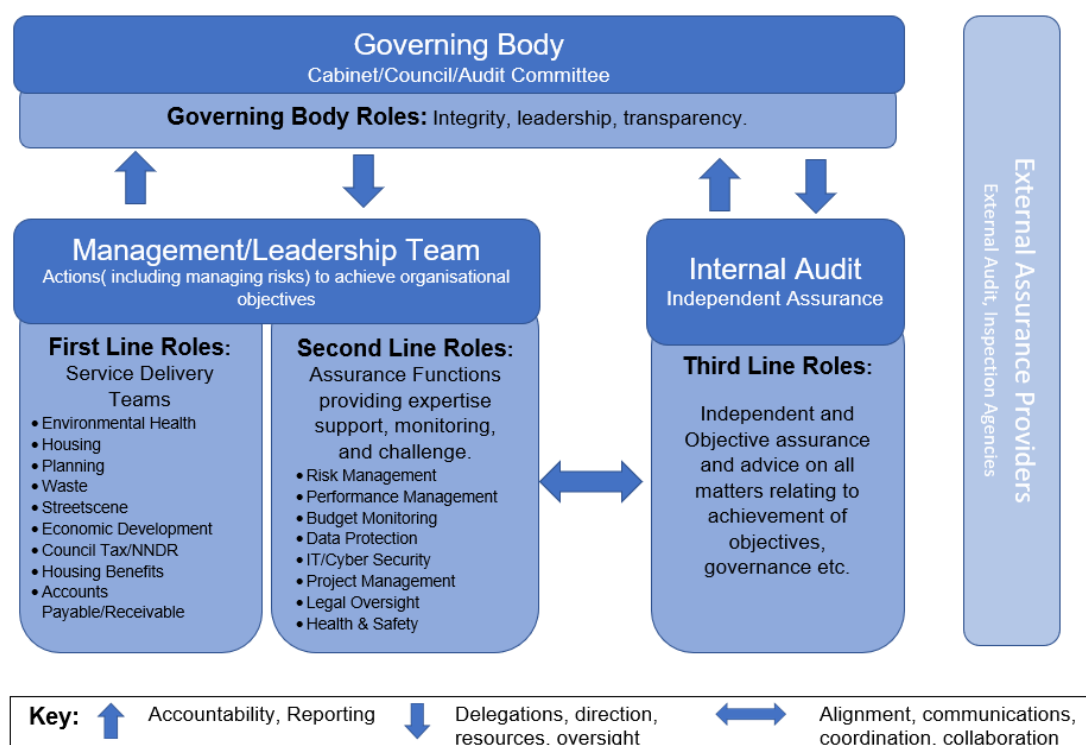 Governing Body
Cabinet/Council/Audit Committee
Governing Body Roles: Integrity, leadership, transparency.
Management/Leadership Team
Actions( including managing risks) to achieve organisational
objectives
First Line Roles:
Service Delivery
Teams
• Environmental Health
• Housing
• Planning
• Waste
• Streetscene
• Economic Development
• Council Tax/NNDR
• Housing Benefits
• Accounts
Payable/Receivable
Second Line Roles:
Assurance Functions
providing expertise
support, monitoring,
and challenge.
• Risk Management
• Performance Management
• Budget Monitoring
• Data Protection
• IT/Cyber Security
• Project Management
• Legal Oversight
• Health & Safety
Internal Audit
Independent Assurance
Third Line Roles:
Independent and
Objective assurance
and advice on all
matters relating to
achievement of
objectives,
governance etc.
External Assurance Providers
External Audit, Inspection Agencies
Key:
Accountability, Reporting
Delegations, direction,
resources, oversight
Alignment, communications,
coordination, collaboration